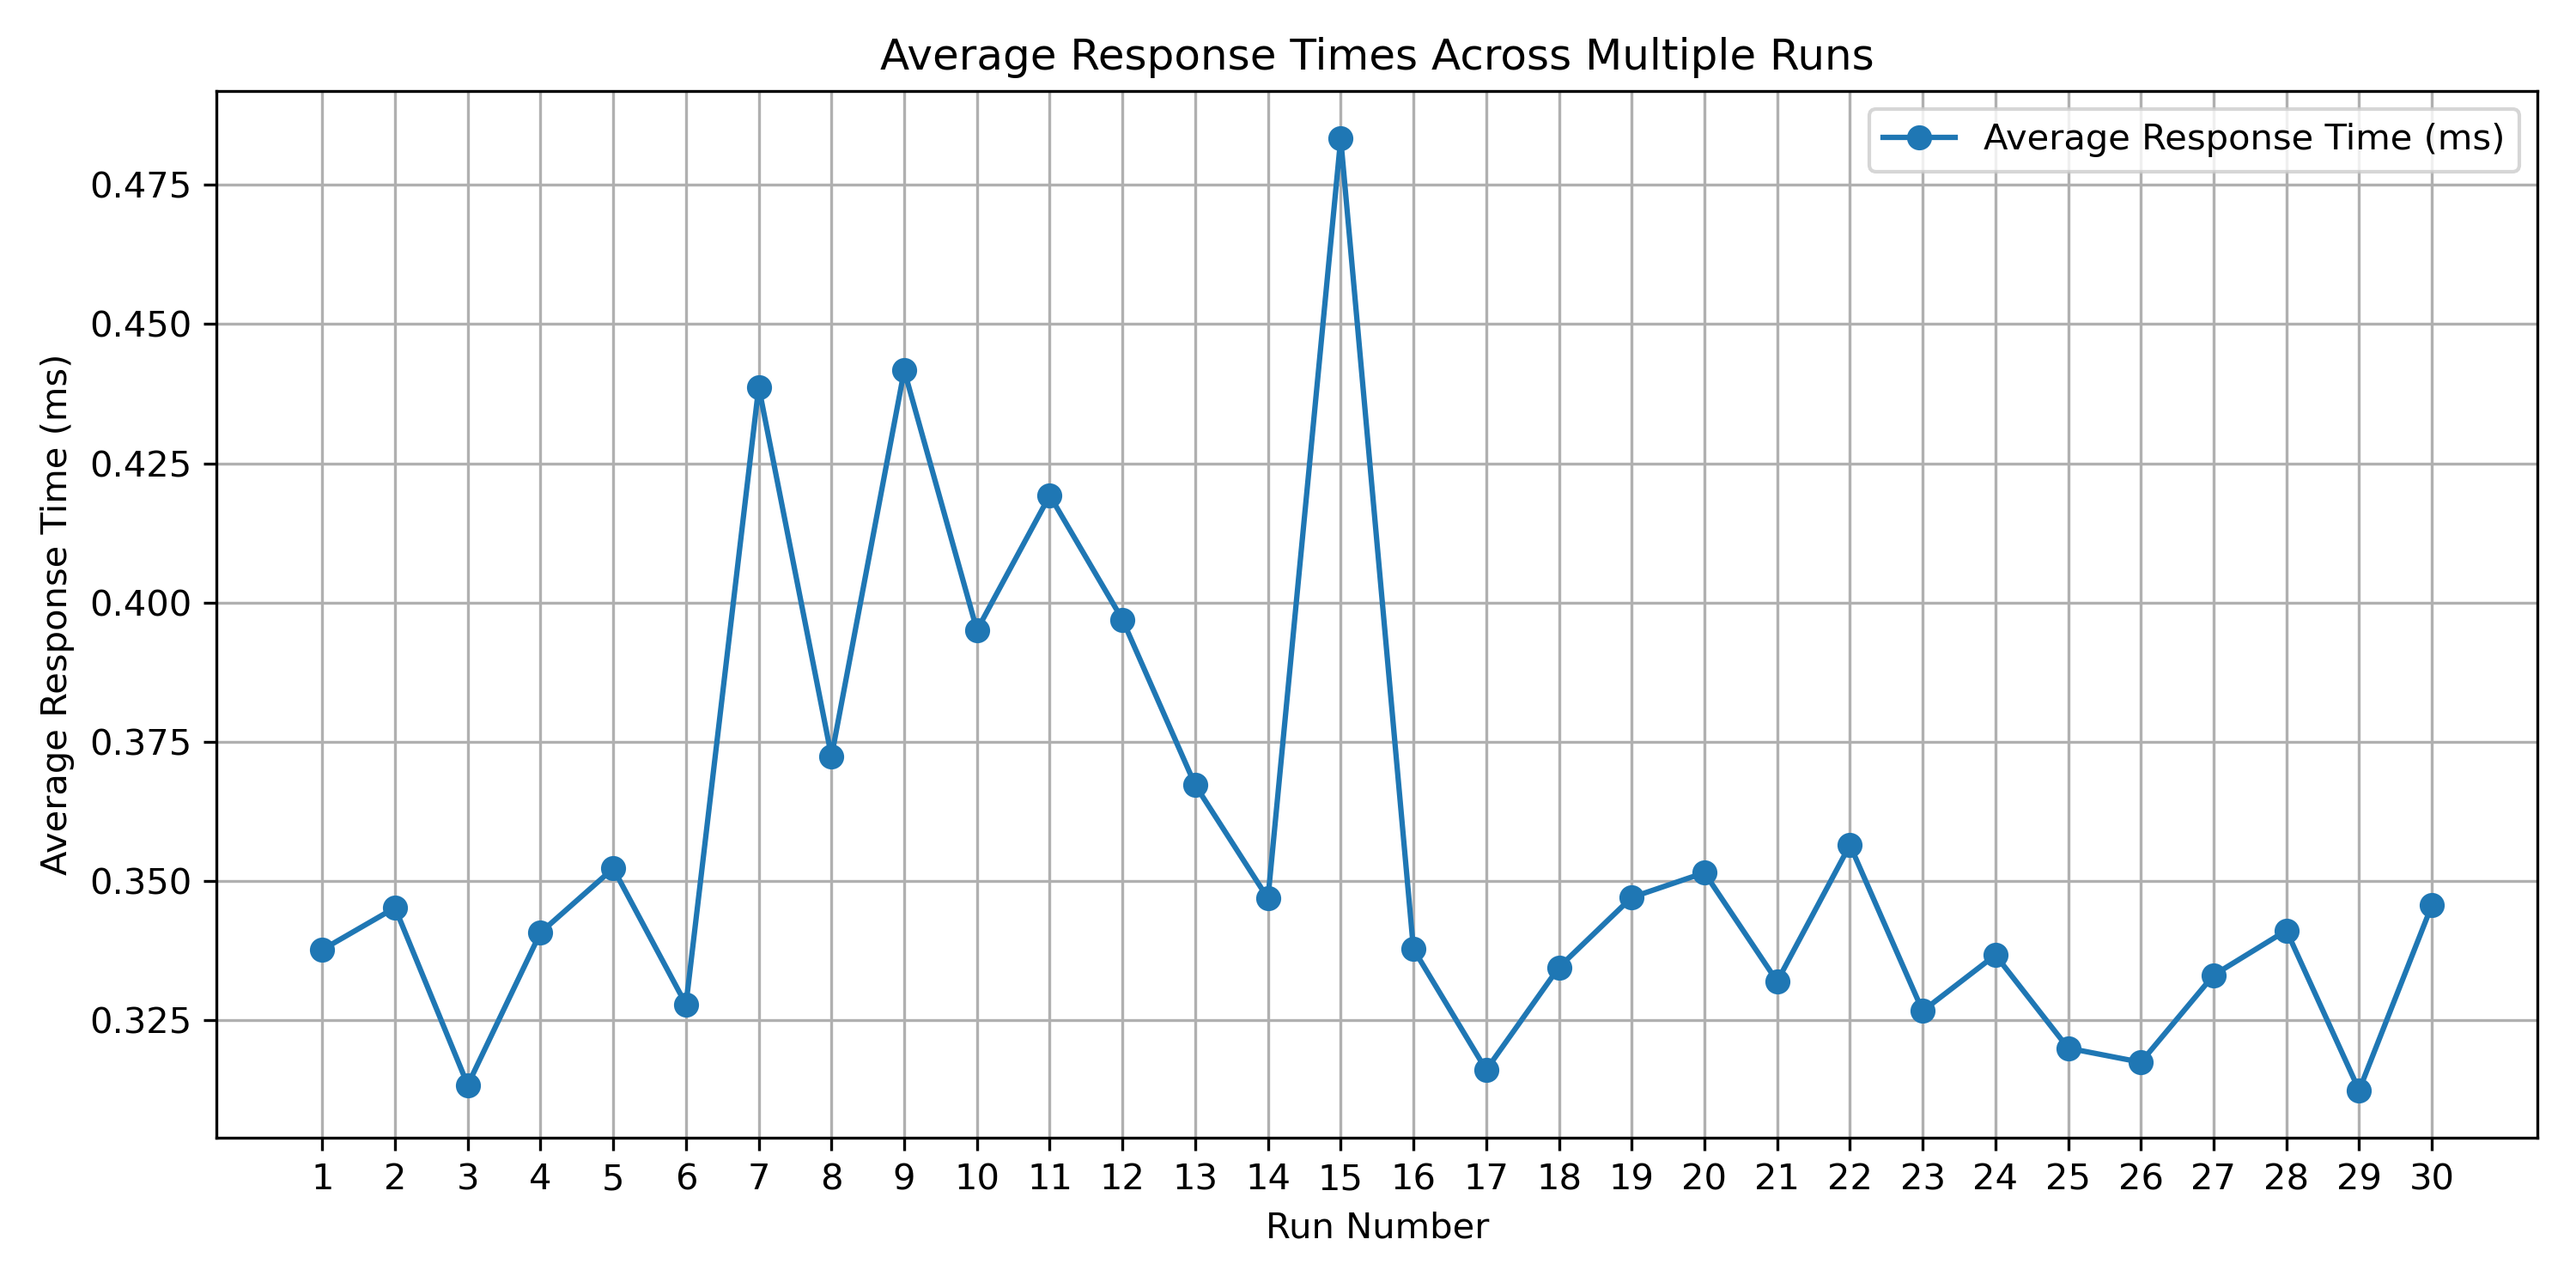 Average Response Times Across Multiple Runs
Average Response Time (ms)
0.475
0.450
0.425
0.400
0.375
0.350
0.325
Average Response Time (ms)
1 2 3 4 5 6 7 8 9 10 11 12 13 14 15 16 17 18 19 20 21 22 23 24 25 26 27 28 29 30
Run Number